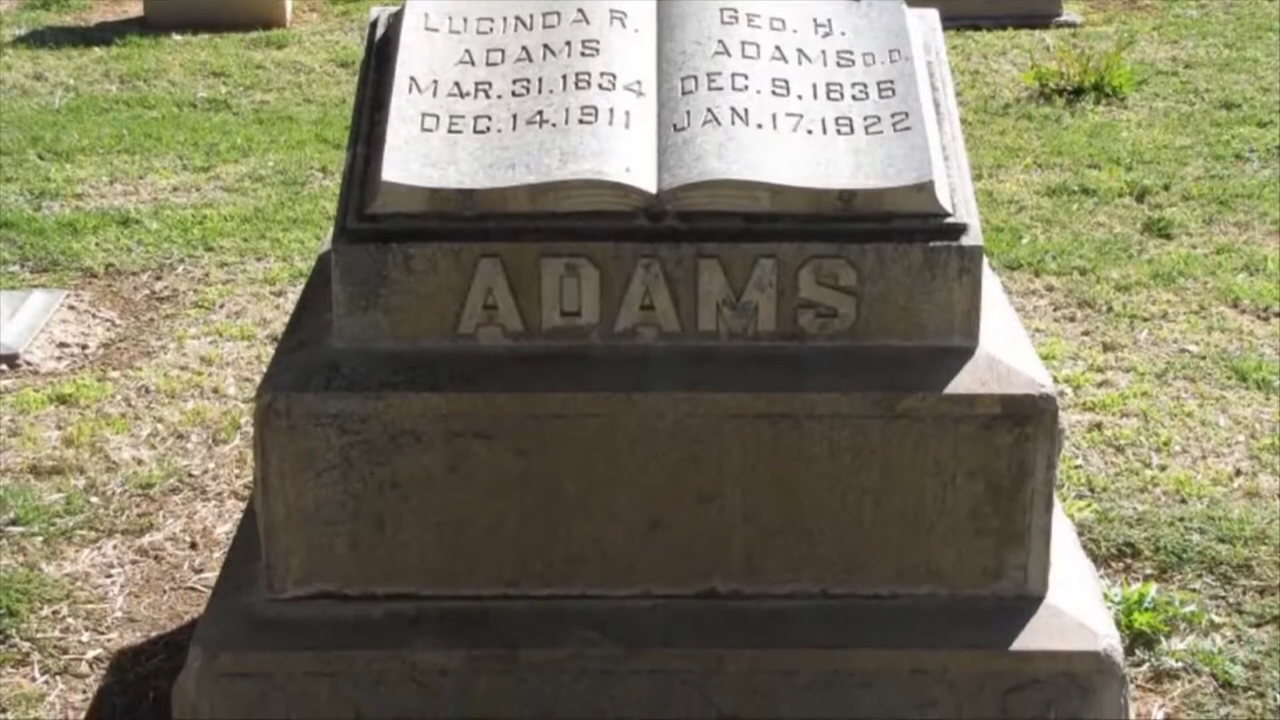 LUCINDA R.
ADAMS
MAR. 31. 1834
DEC. 14. 1911
GEO. H.
ADAMS D.D.
DEC. 9. 1836
JAN. 17. 1922
ADAMS